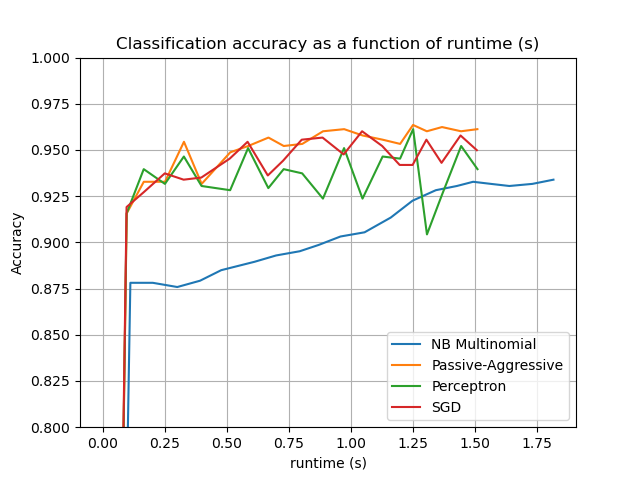 Classification accuracy as a function of runtime (s)
1.000
0.975
0.950
0.925
0.900
0.875
0.850
0.825
0.800
Accuracy
NB Multinomial
Passive-Aggressive
Perceptron
SGD
0.00 0.25 0.50 0.75 1.00 1.25 1.50 1.75
runtime (s)